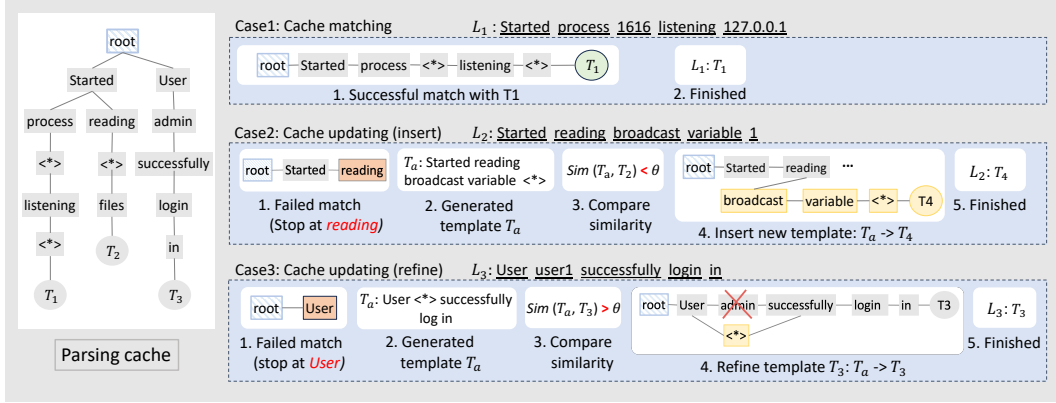 root
Started User
process reading admin
<*> <*> successfully
listening files login
<*> T2 in
T1 T3
Parsing cache
Case1: Cache matching L1 : Started process 1616 listening 127.0.0.1
root Started process <*> listening <*> T1
L1: T1
1. Successful match with T1
2. Finished
Case2: Cache updating (insert) L2: Started reading broadcast variable 1
root Started reading
Ta: Started reading
broadcast variable <*>
Sim (Ta, T2) < θ
root Started reading ...
broadcast variable <*> T4
L2: T4
1. Failed match
(Stop at reading)
2. Generated
template Ta
3. Compare
similarity
4. Insert new template: Ta -> T4
5. Finished
Case3: Cache updating (refine) L3: User user1 successfully login in
root User
Ta: User <*> successfully
log in
Sim (Ta, T3) > θ
root User admin successfully login in T3
<*>
L3: T3
1. Failed match
(stop at User)
2. Generated
template Ta
3. Compare
similarity
4. Refine template T3: Ta -> T3
5. Finished